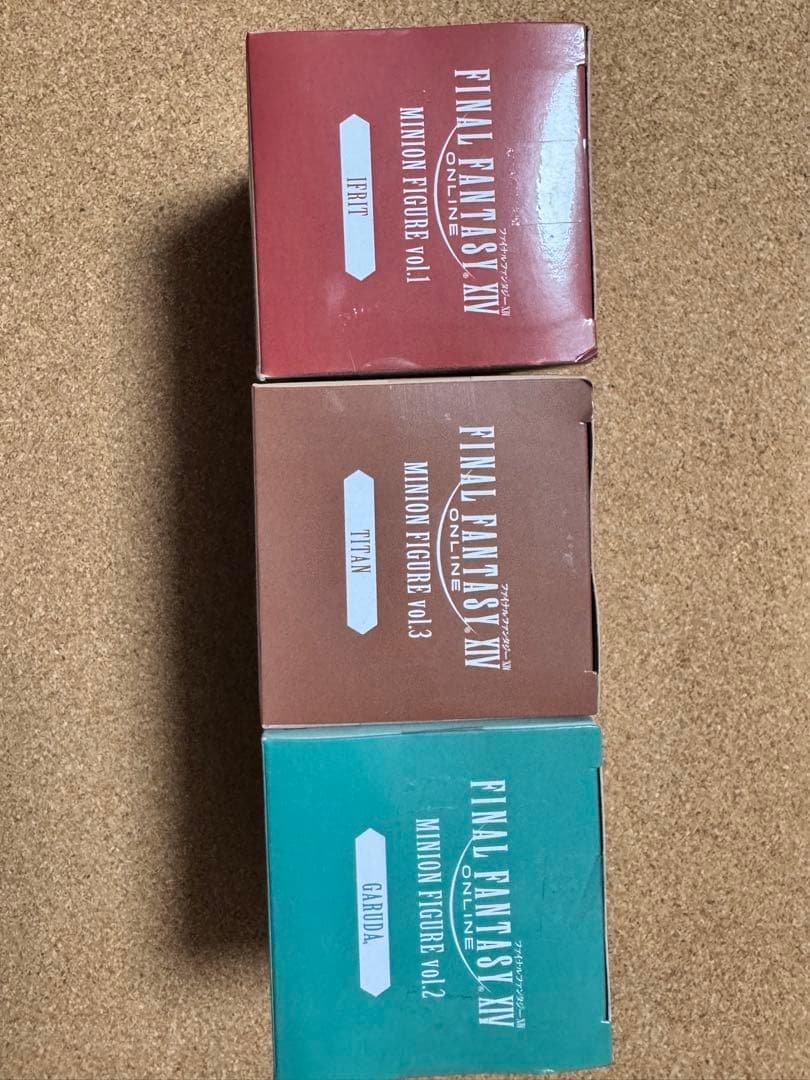 FINAL FANTASY XIV
ファイナルファンタジーXIV
ONLINE
MINION FIGURE vol.1
IFRIT
FINAL FANTASY XIV
ファイナルファンタジーXIV
ONLINE
MINION FIGURE vol.3
TITAN
FINAL FANTASY XIV
ファイナルファンタジーXIV
ONLINE
MINION FIGURE vol.2
GARUDA